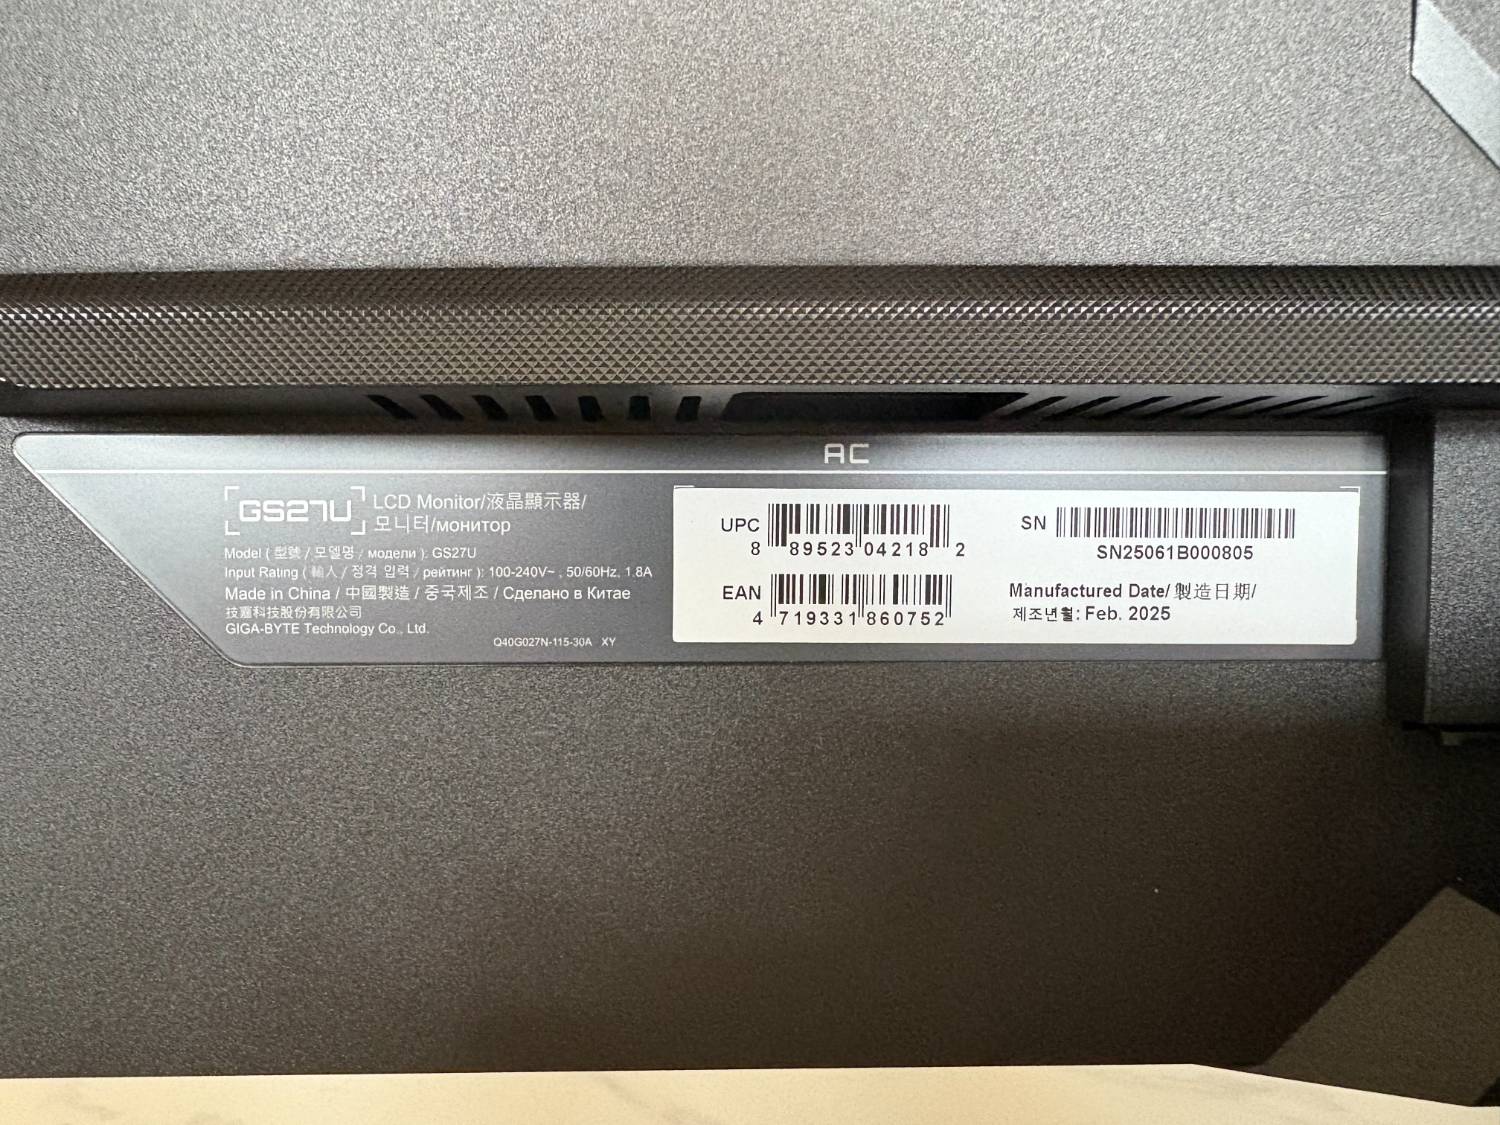 AC
GS27U LCD Monitor/液晶顯示器/
모니터/монитор
Model ( 型號 / 모델명 / модели ): GS27U
Input Rating ( 輸入 / 정격 입력 / рейтинг ): 100-240V~ , 50/60Hz, 1.8A
Made in China / 中國製造 / 중국제조 / Сделано в Китае
技嘉科技股份有限公司
GIGA-BYTE Technology Co., Ltd.
Q40G027N-115-30A XY
UPC
8 89523 04218 2
EAN
4 719331 860752
SN
SN25061B000805
Manufactured Date/ 製造日期/
제조년월: Feb. 2025